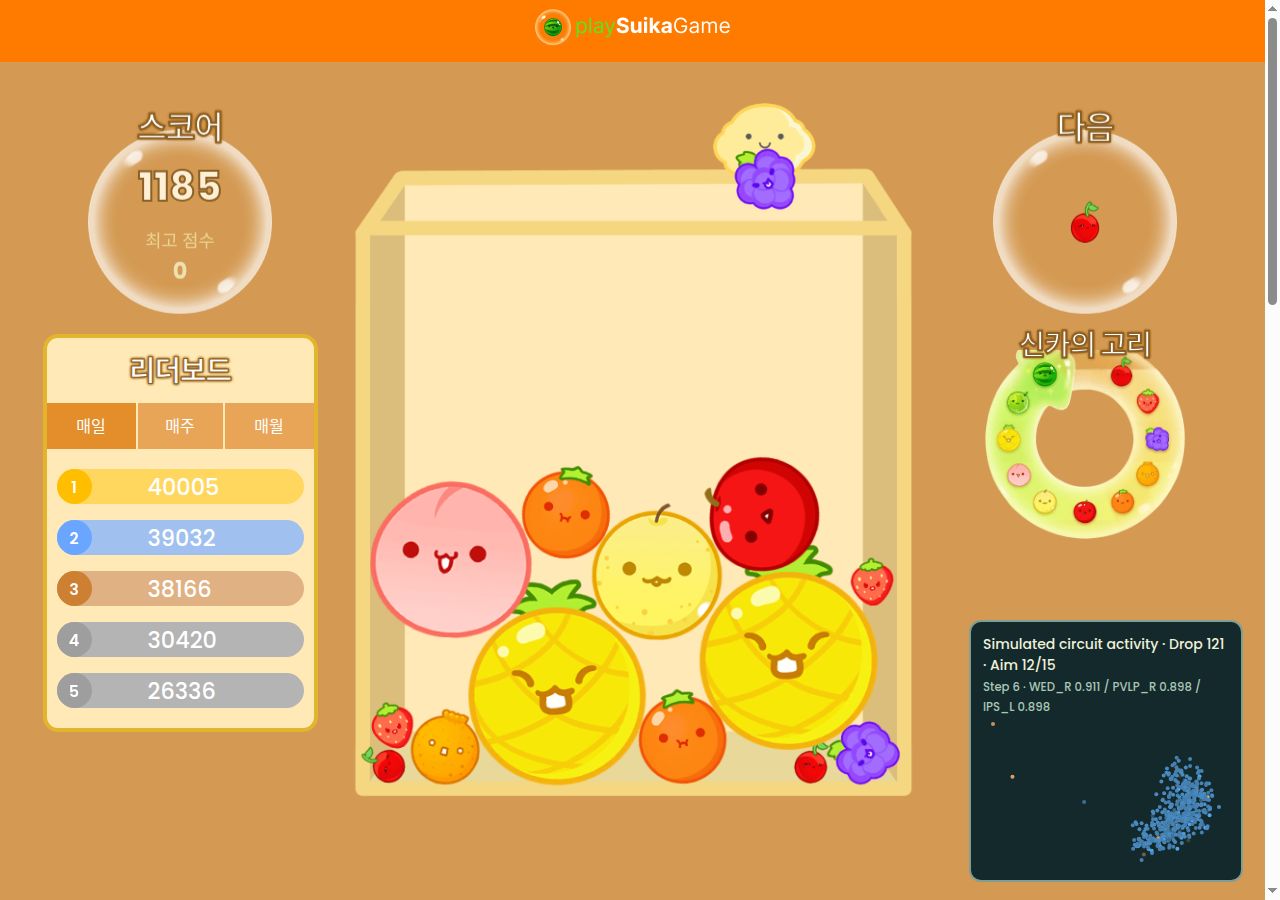 playSuikaGame
스코어
1185
최고 점수
0
다음
신카의 고리
리더보드
매일 매주 매월
1 40005
2 39032
3 38166
4 30420
5 26336
Simulated circuit activity · Drop 121
· Aim 12/15
Step 6 · WED_R 0.911 / PVLP_R 0.898 /
IPS_L 0.898